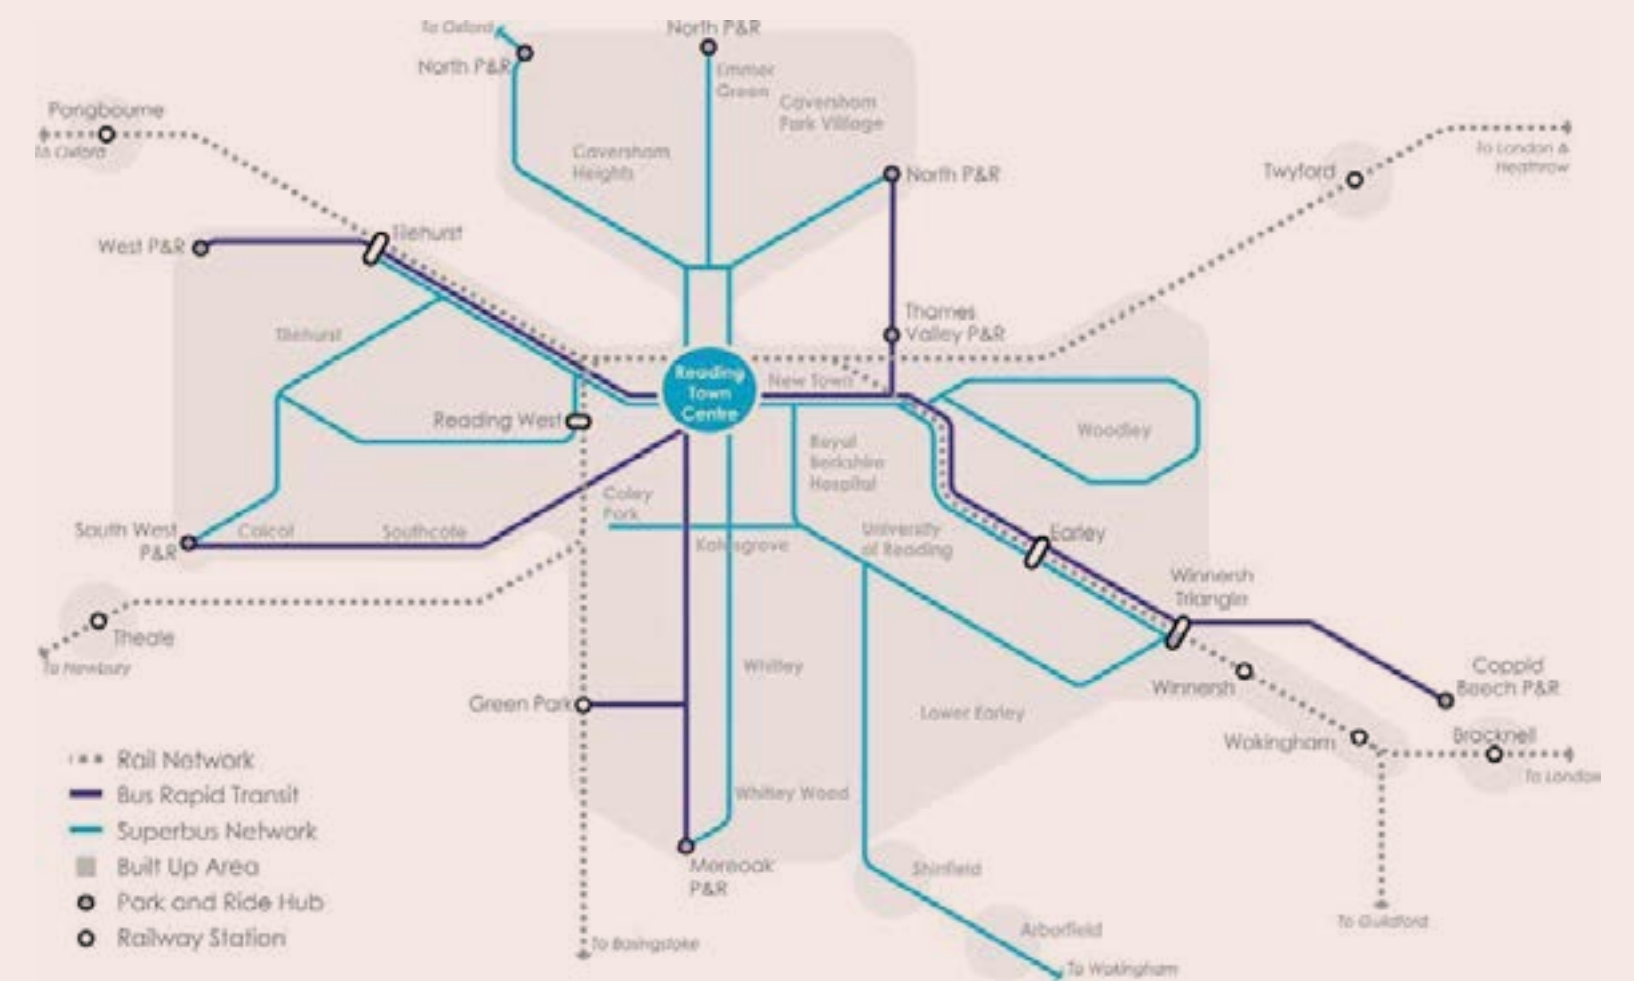 To Oxford
North P&R
North P&R
Emmer
Green
Caversham
Park Village
Pangbourne
To Oxford
Caversham
Heights
North P&R
Twyford
To London &
Heathrow
West P&R
Tilehurst
Tilehurst
Thames
Valley P&R
Reading
Town
Centre
New Town
Reading West
Woodley
Royal
Berkshire
Hospital
Coley
Park
South West
P&R
Calcot
Southcote
Katesgrove
University
of Reading
Earley
Winnersh
Triangle
Theale
To Newbury
Whitley
Coppid
Beech P&R
Winnersh
Green Park
Lower Earley
Wokingham
Bracknell
To London
Rail Network
Bus Rapid Transit
Superbus Network
Built Up Area
Park and Ride Hub
Railway Station
Whitley Wood
Mereoak
P&R
Shinfield
To Guildford
Arborfield
To Basingstoke
To Wokingham